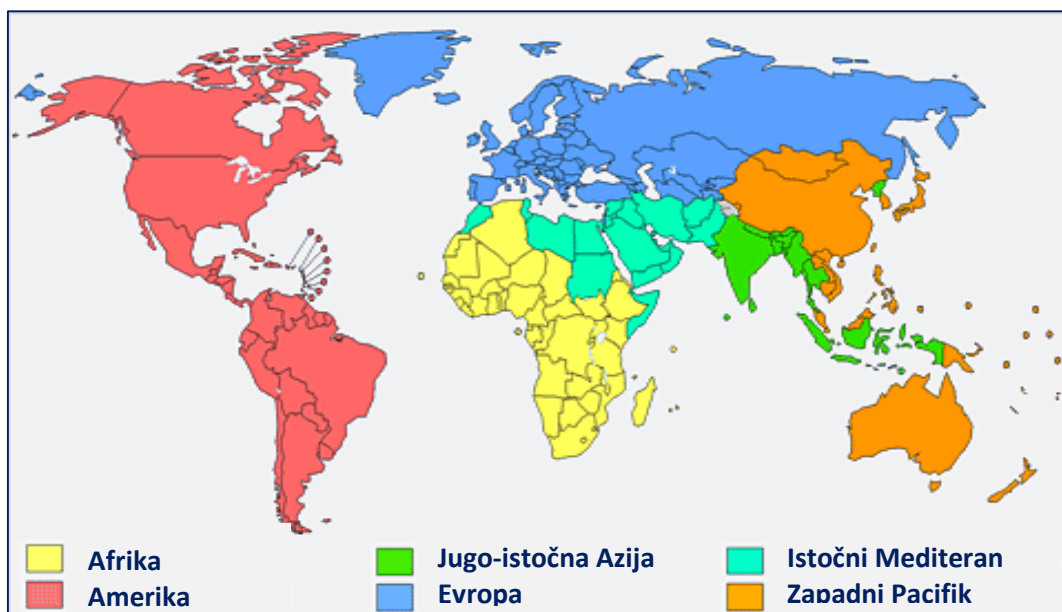 Afrika
Jugo-istočna Azija
Istočni Mediteran
Amerika
Evropa
Zapadni Pacifik